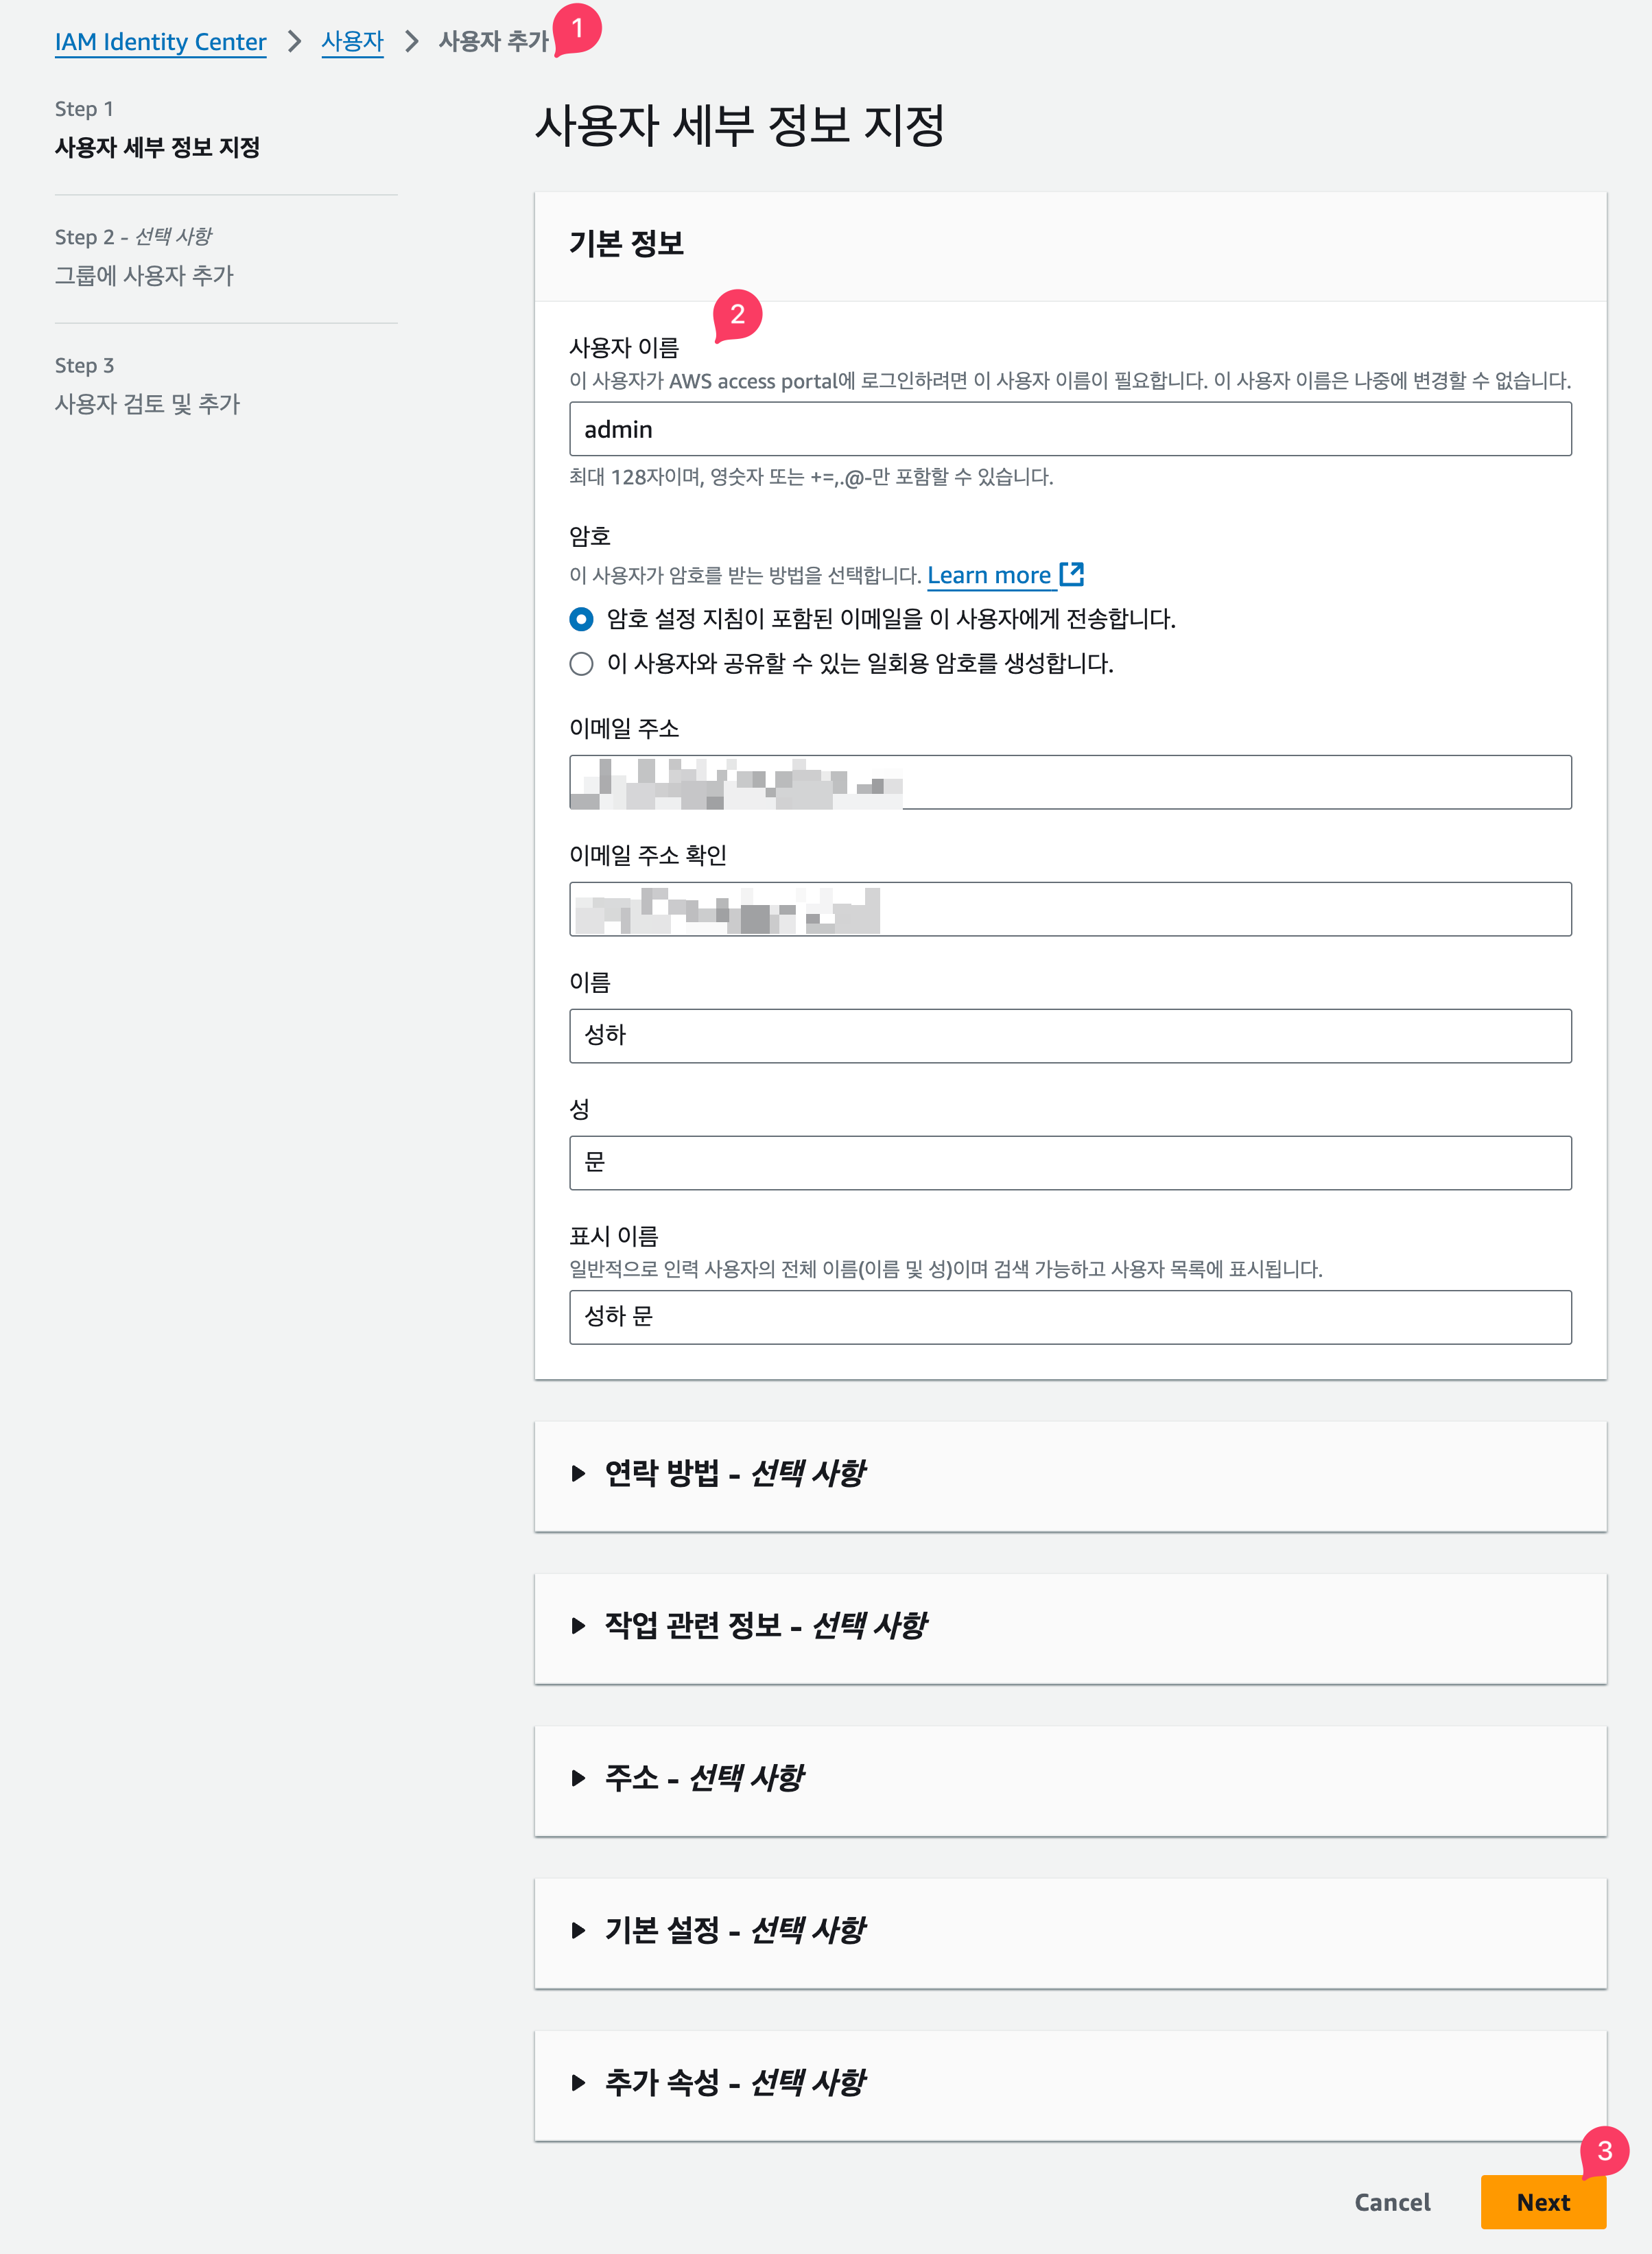 IAM Identity Center > 사용자 > 사용자 추가 1
Step 1
사용자 세부 정보 지정
Step 2 - 선택 사항
그룹에 사용자 추가
Step 3
사용자 검토 및 추가
사용자 세부 정보 지정
기본 정보
2
사용자 이름
이 사용자가 AWS access portal에 로그인하려면 이 사용자 이름이 필요합니다. 이 사용자 이름은 나중에 변경할 수 없습니다.
admin
최대 128자이며, 영숫자 또는 +=,.@-만 포함할 수 있습니다.
암호
이 사용자가 암호를 받는 방법을 선택합니다. Learn more
암호 설정 지침이 포함된 이메일을 이 사용자에게 전송합니다.
이 사용자와 공유할 수 있는 일회용 암호를 생성합니다.
이메일 주소
이메일 주소 확인
이름
성하
성
문
표시 이름
일반적으로 인력 사용자의 전체 이름(이름 및 성)이며 검색 가능하고 사용자 목록에 표시됩니다.
성하 문
연락 방법 - 선택 사항
작업 관련 정보 - 선택 사항
주소 - 선택 사항
기본 설정 - 선택 사항
추가 속성 - 선택 사항
3
Cancel Next